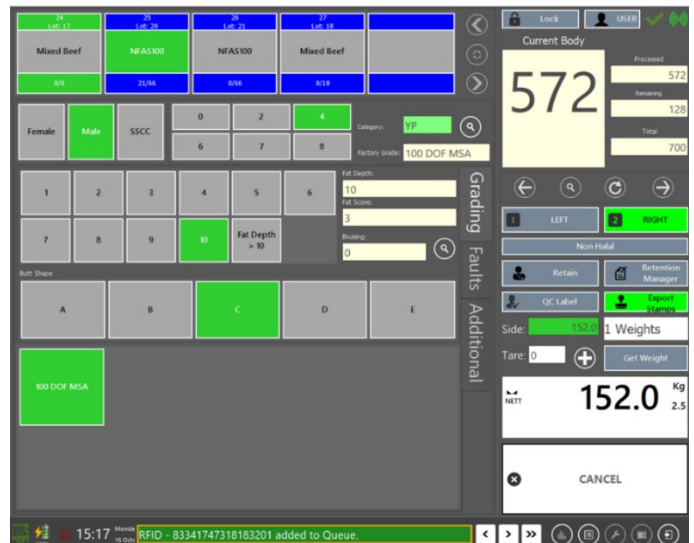 24
Lot: 17
Mixed Beef
8/8
25
Lot: 20
NFAS100
21/66
26
Lot: 21
NFAS100
0/66
27
Lot: 18
Mixed Beef
0/18
Female
Male
SSCC
0
2
4
6
7
8
Category:
YP
Factory Grade:
100 DOF MSA
1
2
3
4
5
6
7
8
9
10
Fat Depth
> 10
Fat Depth:
10
Fat Score:
3
Bruising:
0
Grading
Faults
Additional
Butt Shape
A
B
C
D
E
100 DOF MSA
Lock
USER
Current Body
572
Processed
572
Remaining
128
Total
700
1
LEFT
2
RIGHT
Non Halal
Retain
Retention
Manager
QC Label
Export
Stamps
Side:
152.0
1 Weights
Tare:
0
Get Weight
NETT
152.0
Kg
2.5
CANCEL
15:17
RFID - 83341747318183201 added to Queue.